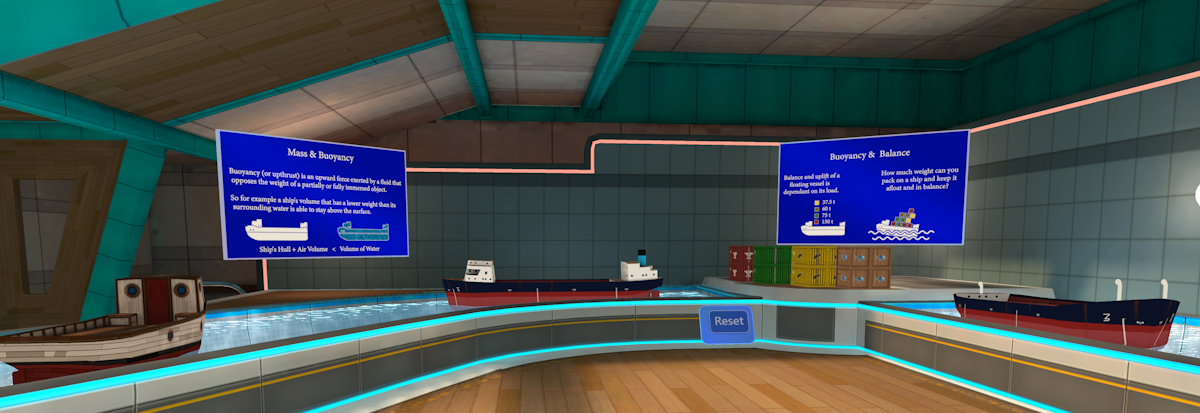 Mass & Buoyancy
Buoyancy (or upthrust) is an upward force exerted by a fluid that
opposes the weight of a partially or fully immersed object.
So for example a ship's volume that has a lower weight than its
surrounding water is able to stay above the surface.
Ship's Hull + Air Volume < Volume of Water
Buoyancy & Balance
Balance and uplift of a
floating vessel is
dependant on its load.
37.5 t
60 t
75 t
150 t
How much weight can you
pack on a ship and keep it
afloat and in balance?
Reset